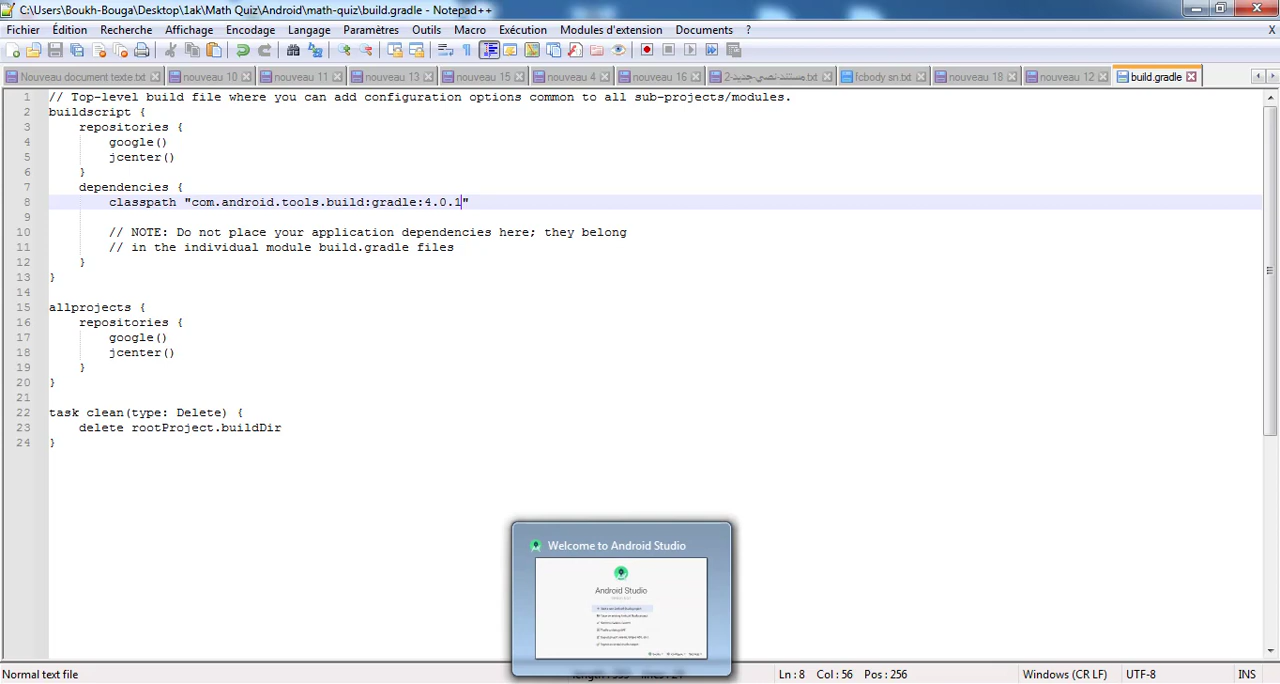 C:\Users\Boukh-Bouga\Desktop\1ak\Math Quiz\Android\math-quiz\build.gradle - Notepad++
Fichier Édition Recherche Affichage Encodage Langage Paramètres Outils Macro Exécution Modules d'extension Documents ? X
Nouveau document texte.txt nouveau 10 nouveau 11 nouveau 13 nouveau 15 nouveau 4 nouveau 16 مستند-نصي-جديد-2.txt fcbody sn.txt nouveau 18 nouveau 12 build.gradle
1 // Top-level build file where you can add configuration options common to all sub-projects/modules.
2 buildscript {
3 repositories {
4 google()
5 jcenter()
6 }
7 dependencies {
8 classpath "com.android.tools.build:gradle:4.0.1"
9
10 // NOTE: Do not place your application dependencies here; they belong
11 // in the individual module build.gradle files
12 }
13 }
14
15 allprojects {
16 repositories {
17 google()
18 jcenter()
19 }
20 }
21
22 task clean(type: Delete) {
23 delete rootProject.buildDir
24 }
Welcome to Android Studio
Android Studio
Normal text file Ln:8 Col:56 Pos:256 Windows (CR LF) UTF-8 INS